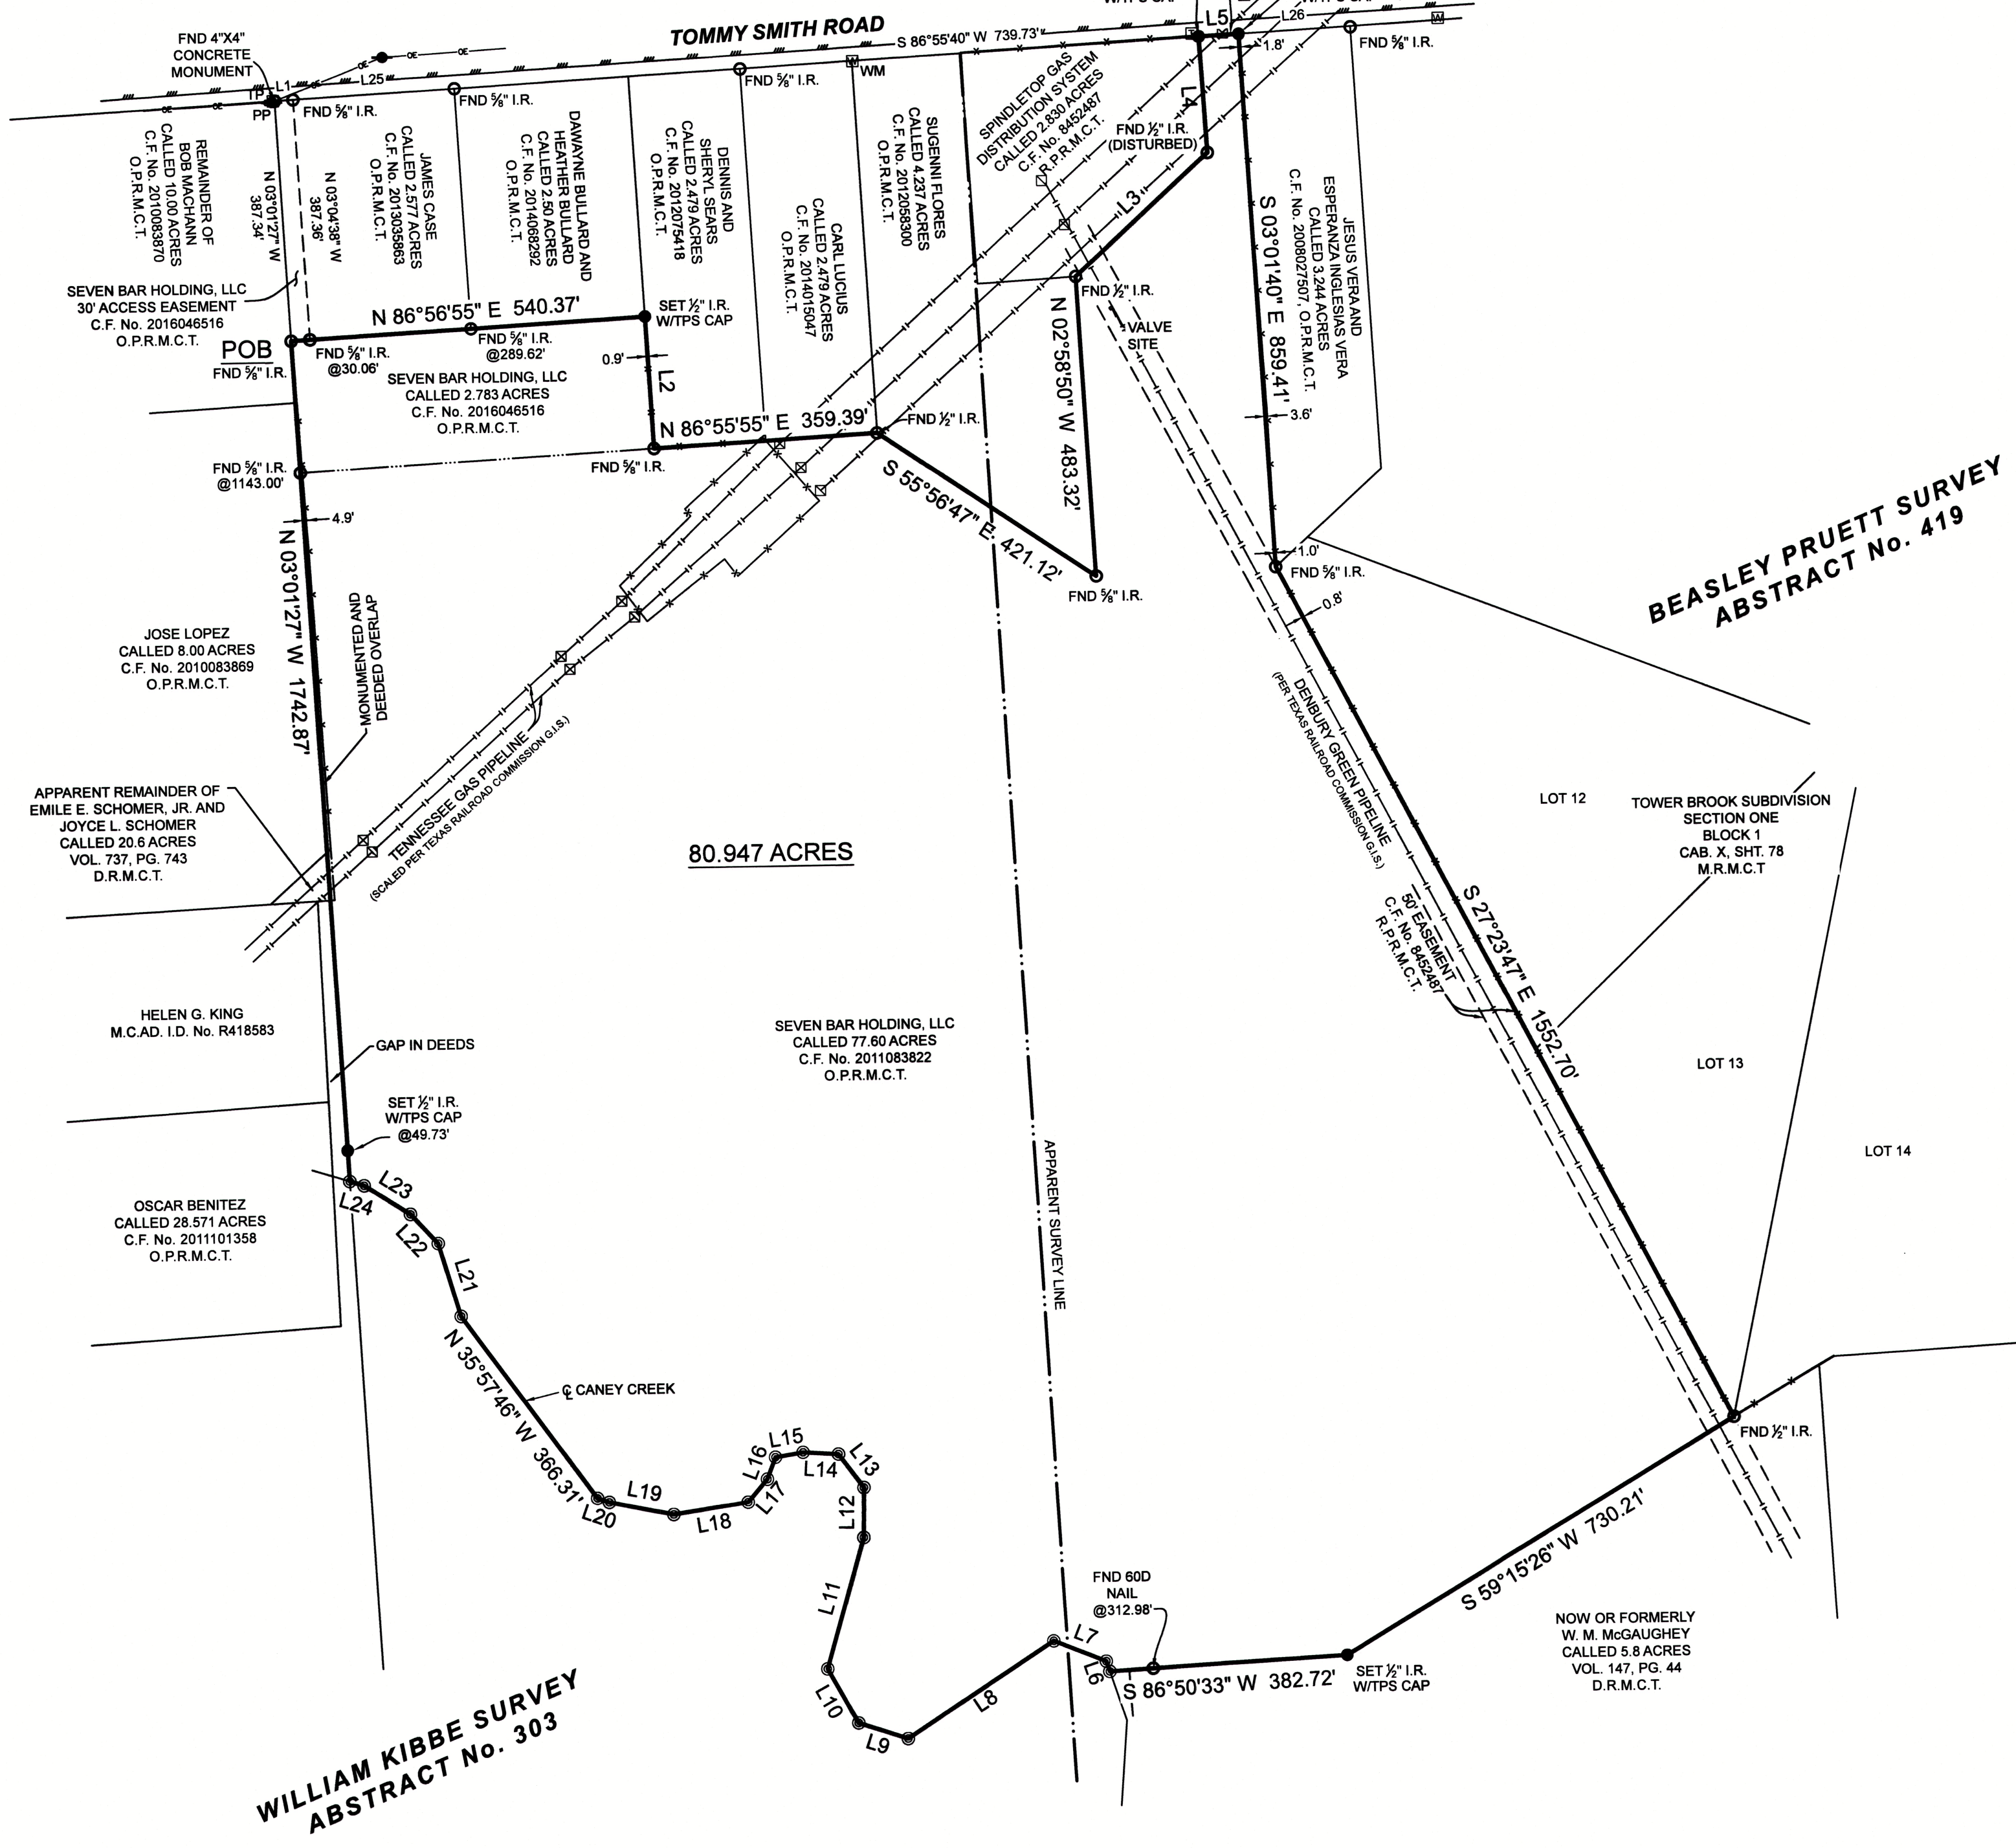 TOMMY SMITH ROAD
S 86°55'40" W 739.73'
L5
L26
1.8'
FND ⅝" I.R.
FND 4"X4"
CONCRETE
MONUMENT
L1
L25
TP
PP
OE
OE
OE
OE
FND ⅝" I.R.
FND ⅝" I.R.
FND ⅝" I.R.
W
WM
W
T
REMAINDER OF
BOB MACHANN
CALLED 10.00 ACRES
C.F. No. 2010083870
O.P.R.M.C.T.
N 03°01'27" W
387.34'
N 03°04'38" W
387.36'
JAMES CASE
CALLED 2.577 ACRES
C.F. No. 2013035863
O.P.R.M.C.T.
DAWAYNE BULLARD AND
HEATHER BULLARD
CALLED 2.50 ACRES
C.F. No. 2014068292
O.P.R.M.C.T.
DENNIS AND
SHERYL SEARS
CALLED 2.479 ACRES
C.F. No. 2012075418
O.P.R.M.C.T.
CARL LUCIUS
CALLED 2.479 ACRES
C.F. No. 2014015047
O.P.R.M.C.T.
SUGENNI FLORES
CALLED 4.237 ACRES
C.F. No. 2012058300
O.P.R.M.C.T.
SPINDLETOP GAS
DISTRIBUTION SYSTEM
CALLED 2.830 ACRES
C.F. No. 8452487
R.P.R.M.C.T.
FND ½" I.R.
(DISTURBED)
L4
L3
JESUS VERA AND
ESPERANZA INGLESIAS VERA
CALLED 3.244 ACRES
C.F. No. 2008027507, O.P.R.M.C.T.
S 03°01'40" E 859.41'
SEVEN BAR HOLDING, LLC
30' ACCESS EASEMENT
C.F. No. 2016046516
O.P.R.M.C.T.
POB
FND ⅝" I.R.
N 86°56'55" E 540.37'
FND ⅝" I.R.
@30.06'
FND ⅝" I.R.
@289.62'
SET ½" I.R.
W/TPS CAP
0.9'
L2
SEVEN BAR HOLDING, LLC
CALLED 2.783 ACRES
C.F. No. 2016046516
O.P.R.M.C.T.
N 86°55'55" E 359.39'
FND ½" I.R.
FND ⅝" I.R.
FND ½" I.R.
VALVE
SITE
N 02°58'50" W 483.32'
S 55°56'47" E 421.12'
FND ⅝" I.R.
3.6'
1.0'
FND ⅝" I.R.
0.8'
FND ⅝" I.R.
@1143.00'
4.9'
N 03°01'27" W 1742.87'
MONUMENTED AND
DEEDED OVERLAP
JOSE LOPEZ
CALLED 8.00 ACRES
C.F. No. 2010083869
O.P.R.M.C.T.
BEASLEY PRUETT SURVEY
ABSTRACT No. 419
APPARENT REMAINDER OF
EMILE E. SCHOMER, JR. AND
JOYCE L. SCHOMER
CALLED 20.6 ACRES
VOL. 737, PG. 743
D.R.M.C.T.
TENNESSEE GAS PIPELINE
(SCALED PER TEXAS RAILROAD COMMISSION G.I.S.)
80.947 ACRES
DENBURY GREEN PIPELINE
(PER TEXAS RAILROAD COMMISSION G.I.S.)
50' EASEMENT
C.F. No. 8452487
R.P.R.M.C.T.
S 27°23'47" E 1552.70'
LOT 12
TOWER BROOK SUBDIVISION
SECTION ONE
BLOCK 1
CAB. X, SHT. 78
M.R.M.C.T
LOT 13
LOT 14
HELEN G. KING
M.C.AD. I.D. No. R418583
GAP IN DEEDS
SEVEN BAR HOLDING, LLC
CALLED 77.60 ACRES
C.F. No. 2011083822
O.P.R.M.C.T.
SET ½" I.R.
W/TPS CAP
@49.73'
APPARENT SURVEY LINE
OSCAR BENITEZ
CALLED 28.571 ACRES
C.F. No. 2011101358
O.P.R.M.C.T.
L24
L23
L22
L21
N 35°57'46" W 366.31'
℄ CANEY CREEK
L20
L19
L18
L17
L16
L15
L14
L13
L12
L11
L10
L9
L8
L7
L6
FND 60D
NAIL
@312.98'
S 86°50'33" W 382.72'
SET ½" I.R.
W/TPS CAP
S 59°15'26" W 730.21'
FND ½" I.R.
NOW OR FORMERLY
W. M. McGAUGHEY
CALLED 5.8 ACRES
VOL. 147, PG. 44
D.R.M.C.T.
WILLIAM KIBBE SURVEY
ABSTRACT No. 303